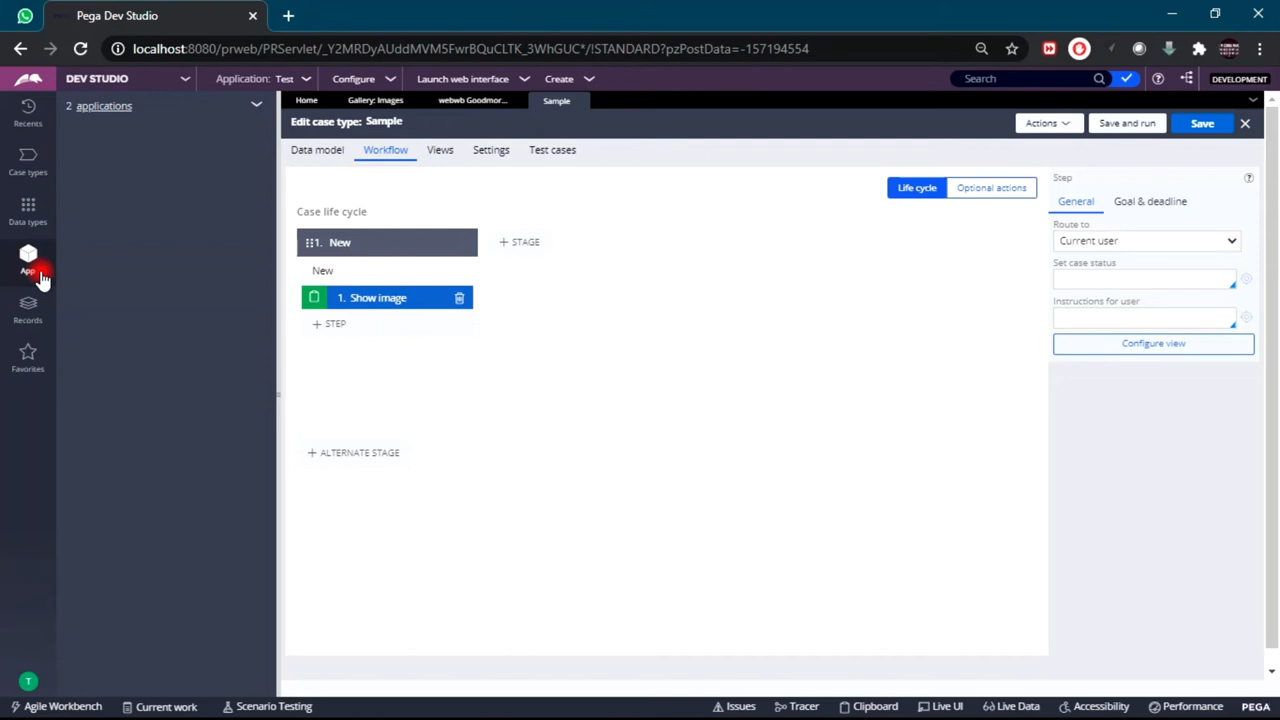 Pega Dev Studio
localhost:8080/prweb/PRServlet/_Y2MRDyAUddMVM5FwrBQuCLTK_3WhGUC*/!STANDARD?pzPostData=-157194554
DEV STUDIO
Application: Test
Configure
Launch web interface
Create
Search
DEVELOPMENT
Recents
Case types
Data types
App
Records
Favorites
T
2 applications
Home
Gallery: Images
webwb Goodmor...
Sample
Edit case type: Sample
Actions
Save and run
Save
Data model
Workflow
Views
Settings
Test cases
Life cycle
Optional actions
Case life cycle
1. New
+ STAGE
New
1. Show image
+ STEP
+ ALTERNATE STAGE
Step
General
Goal & deadline
Route to
Current user
Set case status
Instructions for user
Configure view
Agile Workbench
Current work
Scenario Testing
Issues
Tracer
Clipboard
Live UI
Live Data
Accessibility
Performance
PEGA